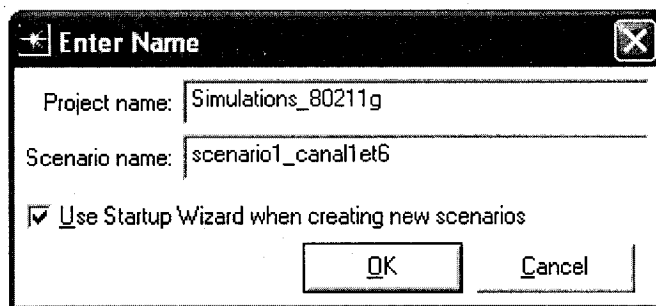 Enter Name
Project name: Simulations_80211g
Scenario name: scenario1_canal1et6
Use Startup Wizard when creating new scenarios
OK Cancel